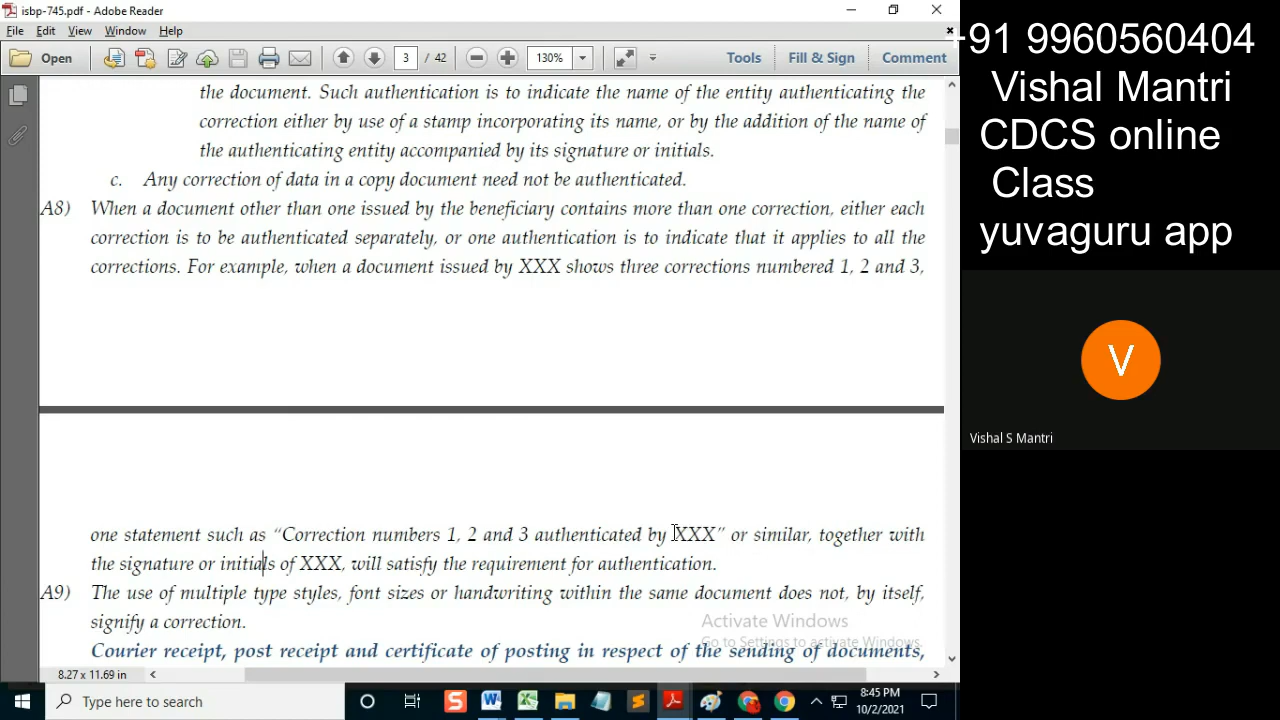 isbp-745.pdf - Adobe Reader
File Edit View Window Help
Open 3 / 42 130% Tools Fill & Sign Comment
the document. Such authentication is to indicate the name of the entity authenticating the
correction either by use of a stamp incorporating its name, or by the addition of the name of
the authenticating entity accompanied by its signature or initials.
c. Any correction of data in a copy document need not be authenticated.
A8) When a document other than one issued by the beneficiary contains more than one correction, either each
correction is to be authenticated separately, or one authentication is to indicate that it applies to all the
corrections. For example, when a document issued by XXX shows three corrections numbered 1, 2 and 3,
one statement such as “Correction numbers 1, 2 and 3 authenticated by XXX” or similar, together with
the signature or initials of XXX, will satisfy the requirement for authentication.
A9) The use of multiple type styles, font sizes or handwriting within the same document does not, by itself,
signify a correction.
Courier receipt, post receipt and certificate of posting in respect of the sending of documents,
Activate Windows
Go to Settings to activate Windows.
8.27 x 11.69 in
Type here to search
8:45 PM
10/2/2021
+91 9960560404
Vishal Mantri
CDCS online
Class
yuvaguru app
V
Vishal S Mantri